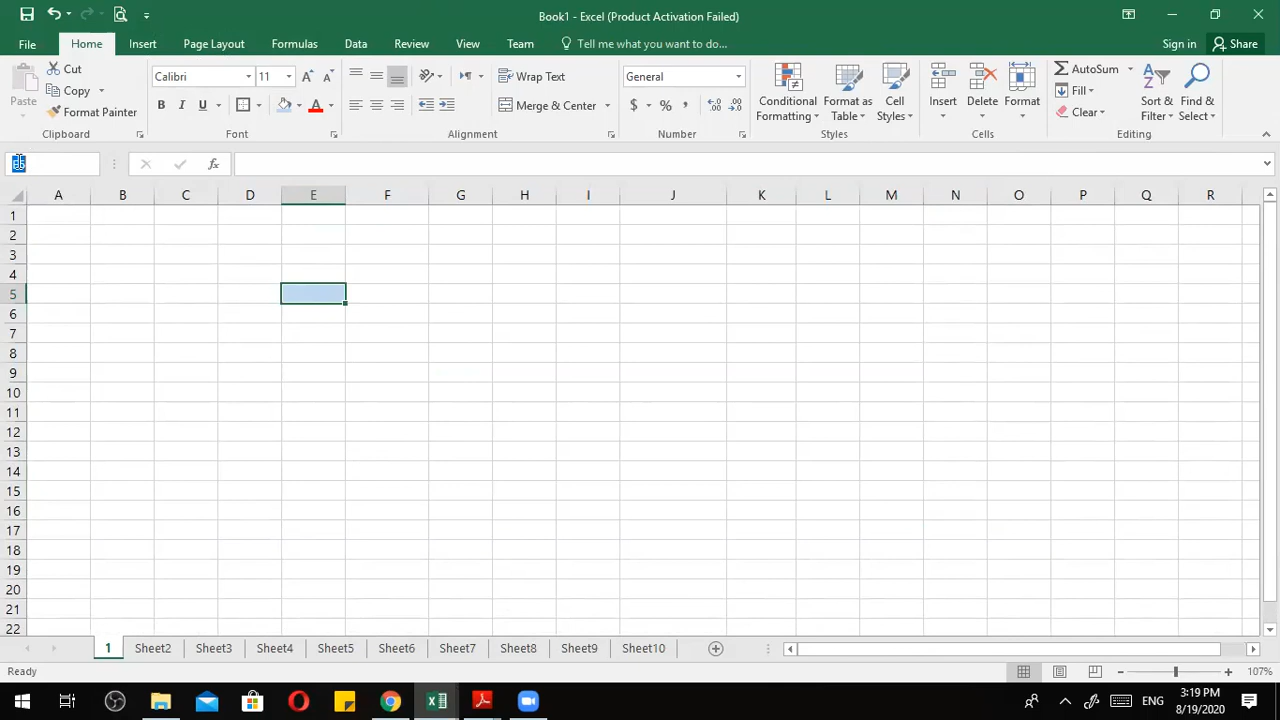 Book1 - Excel (Product Activation Failed)
File Home Insert Page Layout Formulas Data Review View Team Tell me what you want to do... Sign in Share
Paste Cut Copy Format Painter Clipboard
Calibri 11 B I U A Font
Wrap Text Merge & Center Alignment
General $ % , Number
Conditional Formatting Format as Table Cell Styles Styles
Insert Delete Format Cells
AutoSum Fill Clear Sort & Filter Find & Select Editing
E5 fx
A B C D E F G H I J K L M N O P Q R
1
2
3
4
5
6
7
8
9
10
11
12
13
14
15
16
17
18
19
20
21
22
1 Sheet2 Sheet3 Sheet4 Sheet5 Sheet6 Sheet7 Sheet8 Sheet9 Sheet10
Ready 107%
ENG 3:19 PM
8/19/2020